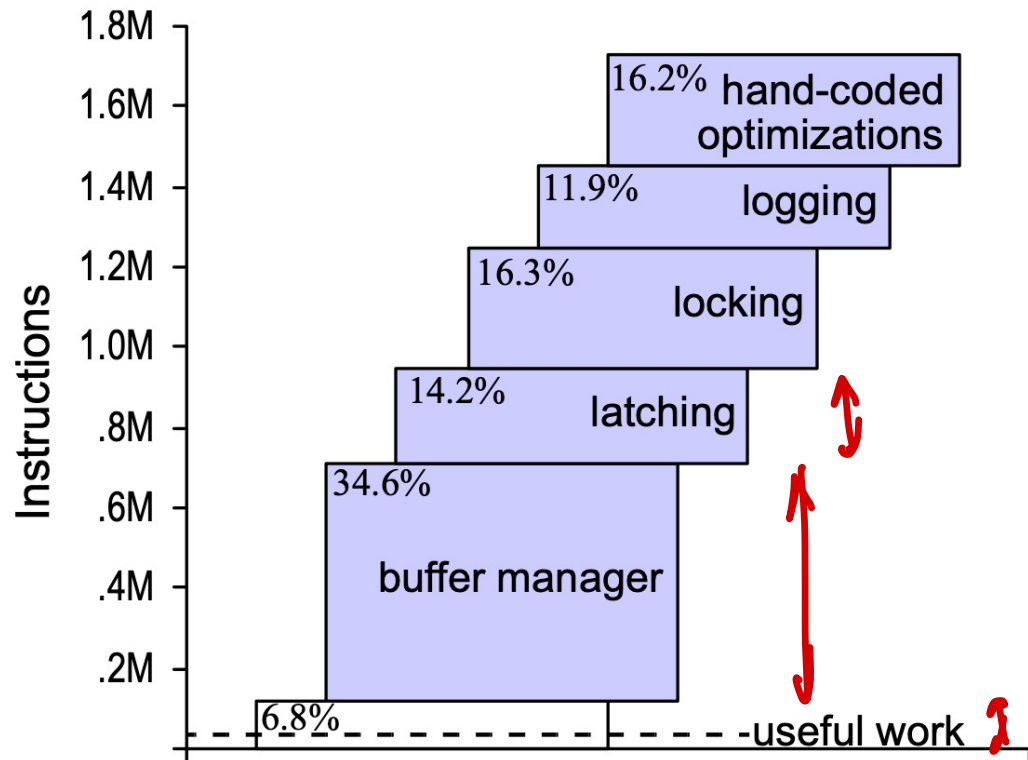 1.8M
1.6M
1.4M
1.2M
1.0M
.8M
.6M
.4M
.2M
Instructions
16.2% hand-coded
optimizations
11.9% logging
16.3% locking
14.2% latching
34.6%
buffer manager
6.8%
useful work